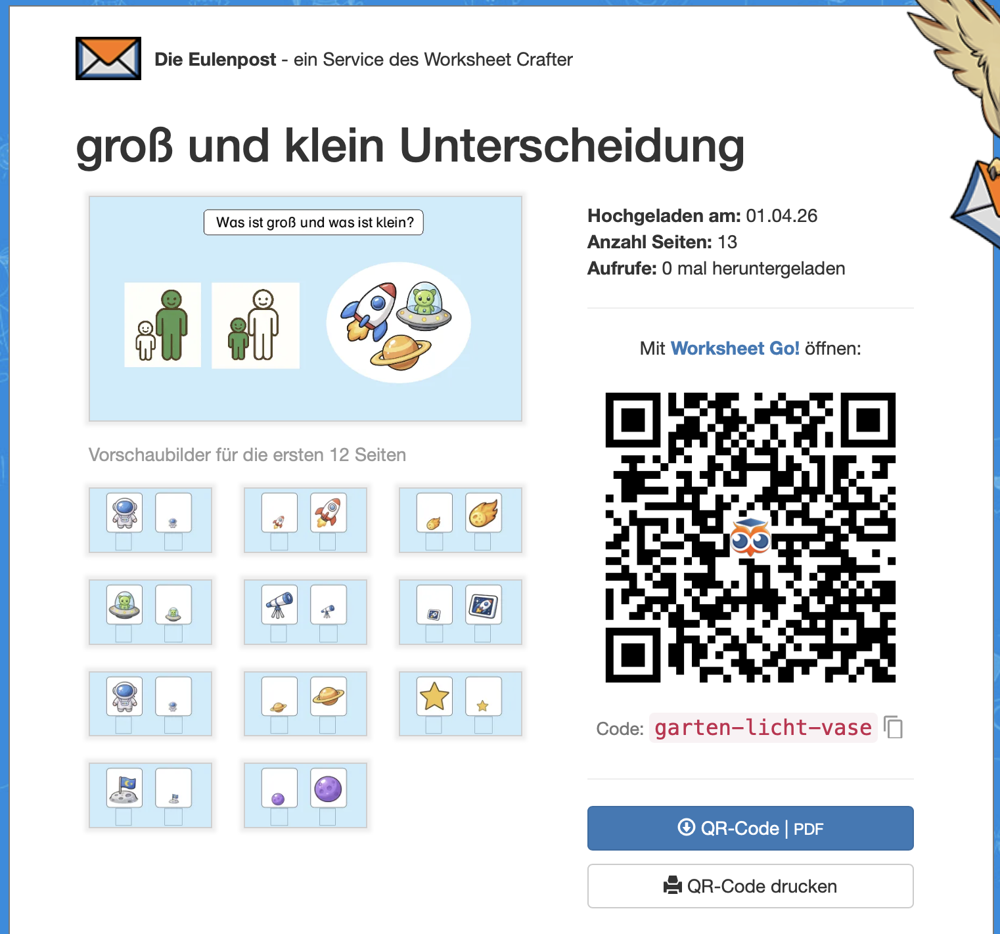 Die Eulenpost - ein Service des Worksheet Crafter
groß und klein Unterscheidung
Was ist groß und was ist klein?
Vorschaubilder für die ersten 12 Seiten
Hochgeladen am: 01.04.26
Anzahl Seiten: 13
Aufrufe: 0 mal heruntergeladen
Mit Worksheet Go! öffnen:
Code: garten-licht-vase
QR-Code | PDF
QR-Code drucken